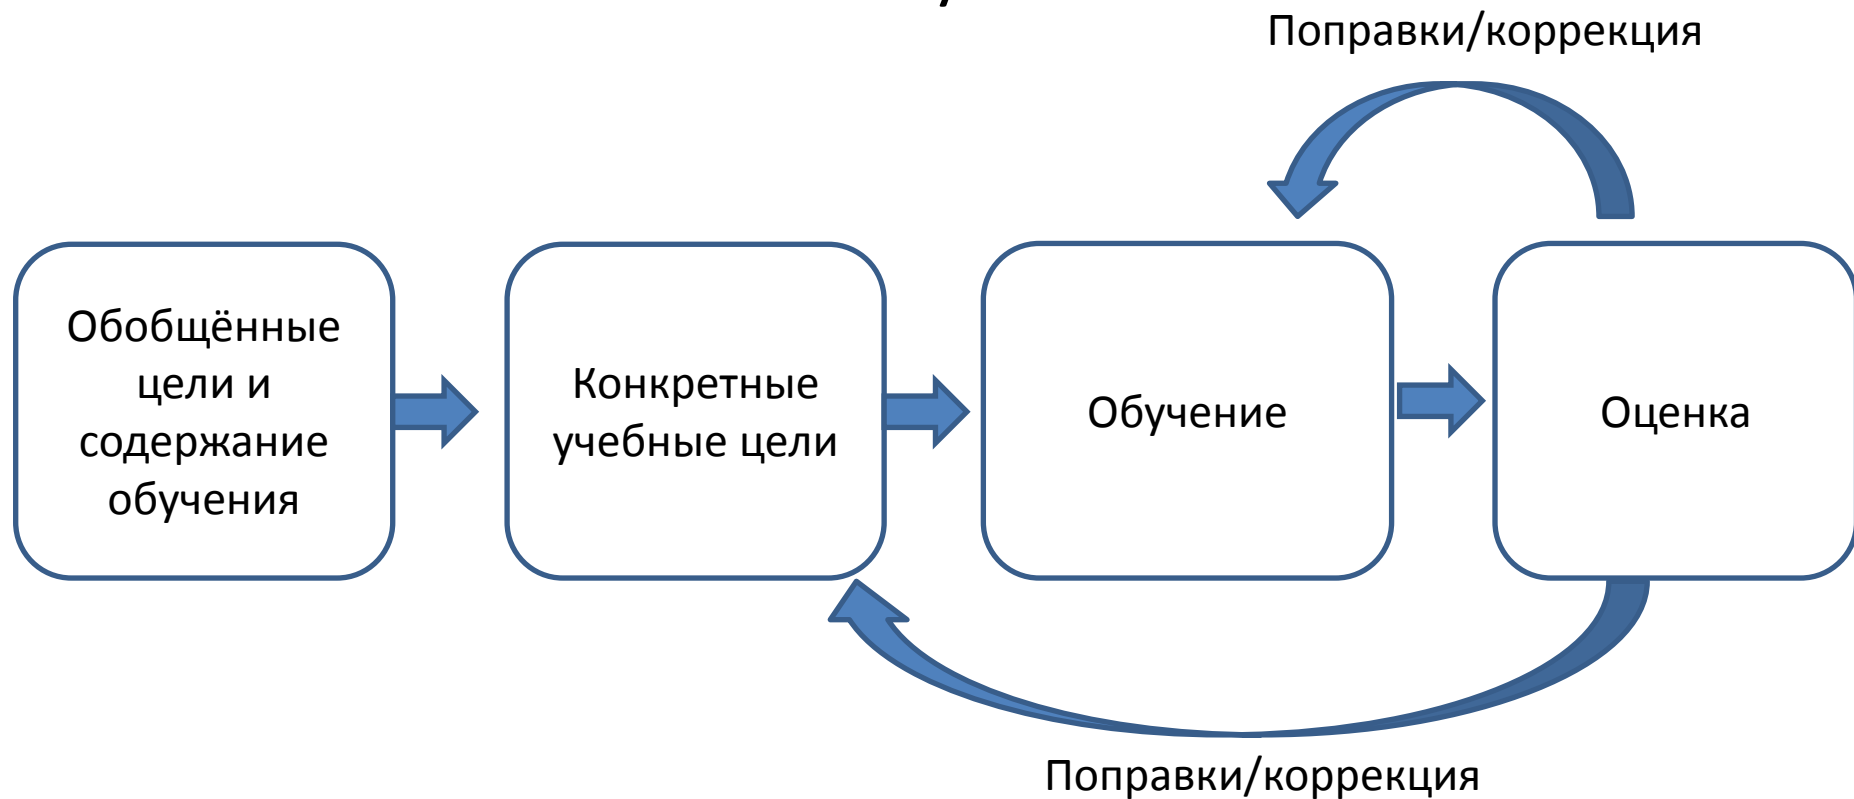 Поправки/коррекция
Обобщённые
цели и
содержание
обучения
Конкретные
учебные цели
Обучение
Оценка
Поправки/коррекция